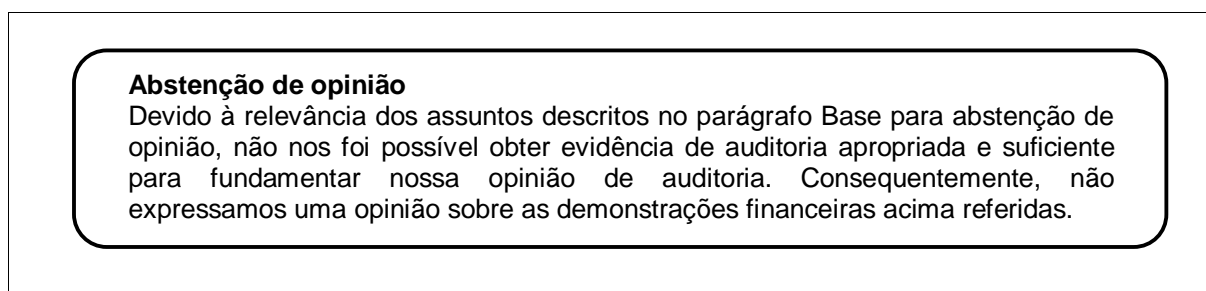 Abstenção de opinião
Devido à relevância dos assuntos descritos no parágrafo Base para abstenção de
opinião, não nos foi possível obter evidência de auditoria apropriada e suficiente
para fundamentar nossa opinião de auditoria. Consequentemente, não
expressamos uma opinião sobre as demonstrações financeiras acima referidas.